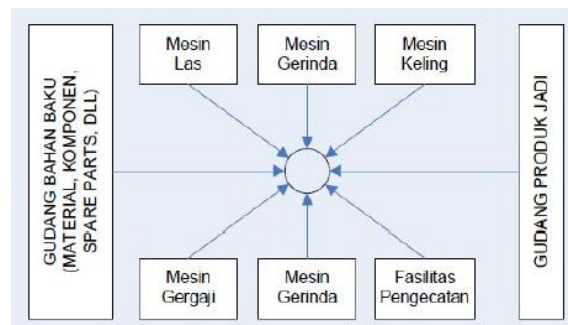 GUDANG BAHAN BAKU
(MATERIAL, KOMPONEN,
SPARE PARTS, DLL)
Mesin
Las
Mesin
Gerinda
Mesin
Keling
Mesin
Gergaji
Mesin
Gerinda
Fasilitas
Pengecatan
GUDANG PRODUK JADI